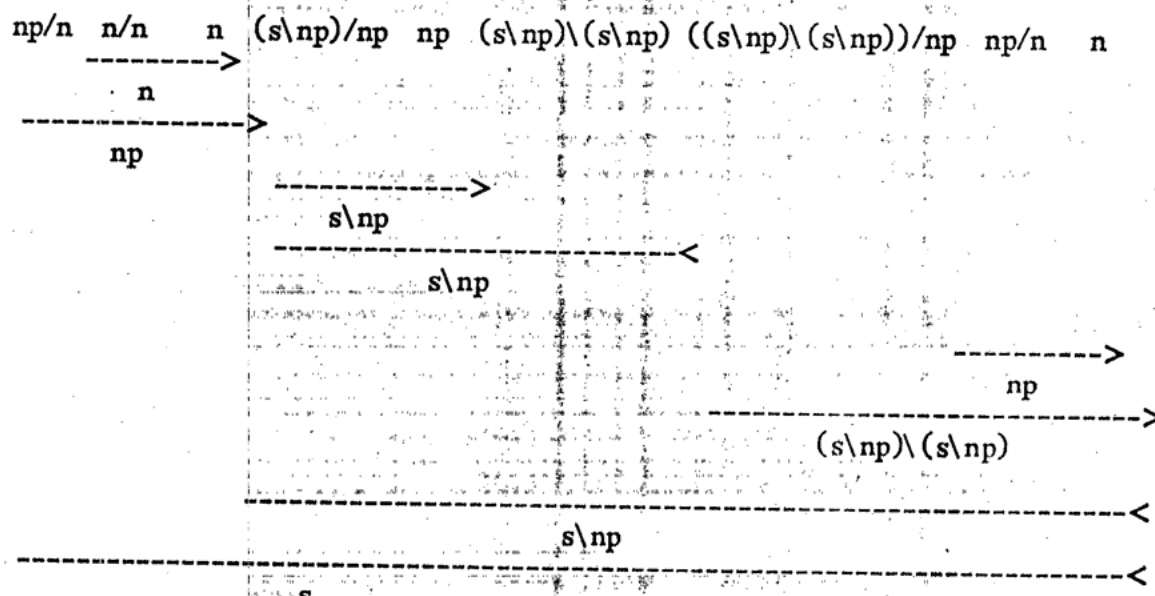 np/n n/n n (s\np)/np np (s\np)\(s\np) ((s\np)\(s\np))/np np/n n
-------------->
n
---------------------->
np
------------------>
s\np
-----------------------------------<
s\np
-------------->
np
-------------------------------------->
(s\np)\(s\np)
----------------------------------------------------------------------------<
s\np
------------------------------------------------------------------------------------------------<
s